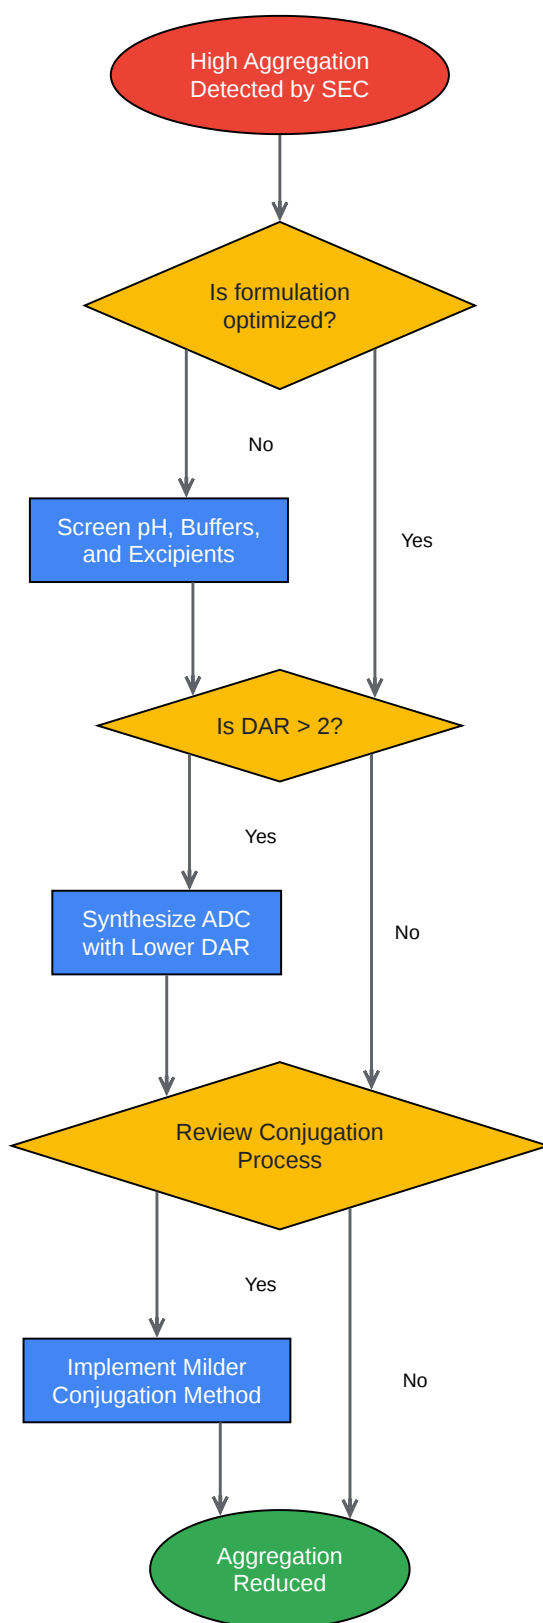 High Aggregation
Detected by SEC
Is formulation
optimized?
No
Screen pH, Buffers,
and Excipients
Yes
Is DAR > 2?
Yes
Synthesize ADC
with Lower DAR
No
Review Conjugation
Process
Yes
Implement Milder
Conjugation Method
No
Aggregation
Reduced